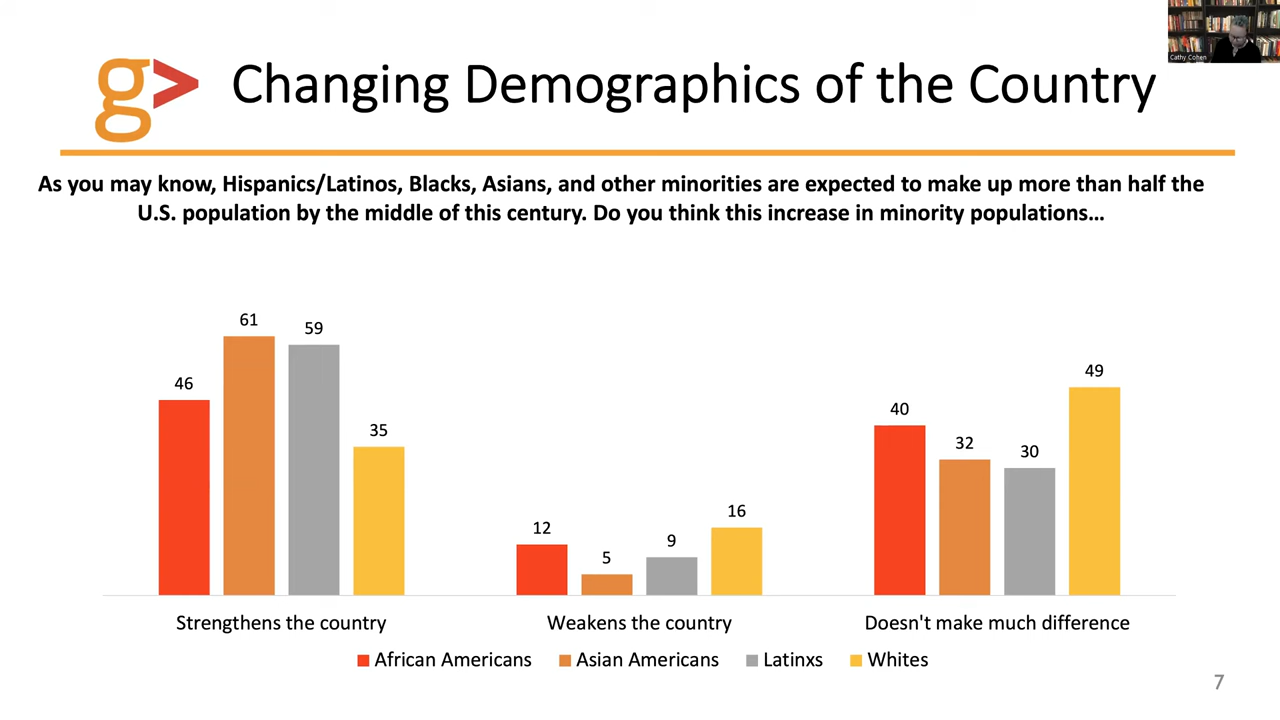 Cathy Cohen
g> Changing Demographics of the Country
As you may know, Hispanics/Latinos, Blacks, Asians, and other minorities are expected to make up more than half the
U.S. population by the middle of this century. Do you think this increase in minority populations…
46
61
59
35
12
5
9
16
40
32
30
49
Strengthens the country
Weakens the country
Doesn't make much difference
African Americans
Asian Americans
Latinxs
Whites
7